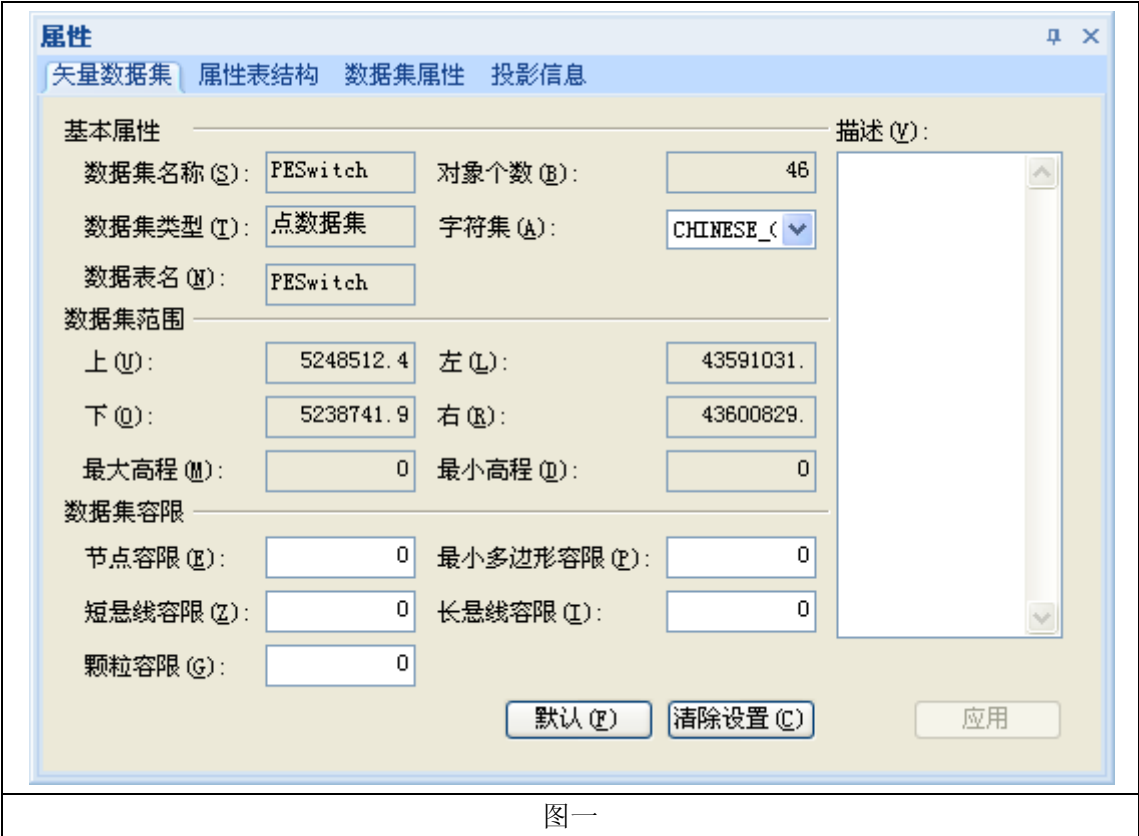 属性
矢量数据集 属性表结构 数据集属性 投影信息
基本属性 描述(V):
数据集名称(S): PESwitch 对象个数(B): 46
数据集类型(T): 点数据集 字符集(A): CHINESE_(
数据表名(N): PESwitch
数据集范围
上(U): 5248512.4 左(L): 43591031.
下(O): 5238741.9 右(R): 43600829.
最大高程(M): 0 最小高程(D): 0
数据集容限
节点容限(E): 0 最小多边形容限(P): 0
短悬线容限(Z): 0 长悬线容限(I): 0
颗粒容限(G): 0
默认(F) 清除设置(C) 应用
图一